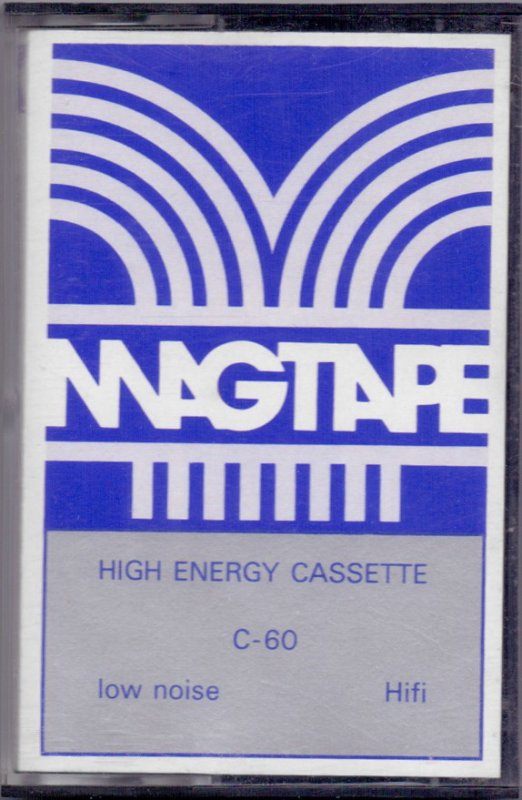 MAGTAPE
HIGH ENERGY CASSETTE
C-60
low noise Hifi